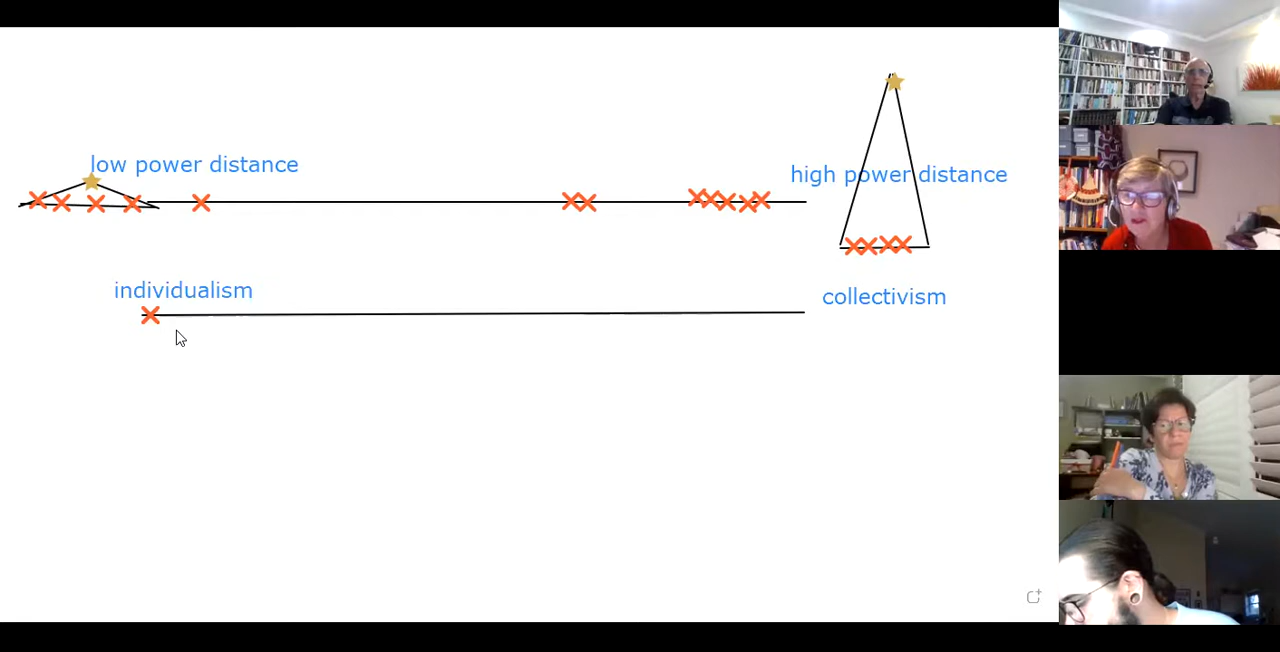 low power distance
high power distance
individualism
collectivism